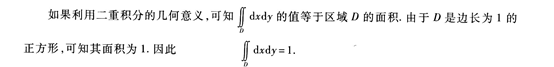 如果利用二重积分的几何意义,可知∬_D dxdy 的值等于区域 D 的面积. 由于 D 是边长为 1 的
正方形,可知其面积为 1. 因此 ∬_D dxdy=1.